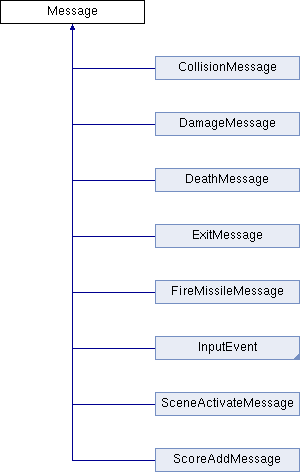 Message
CollisionMessage
DamageMessage
DeathMessage
ExitMessage
FireMissileMessage
InputEvent
SceneActivateMessage
ScoreAddMessage